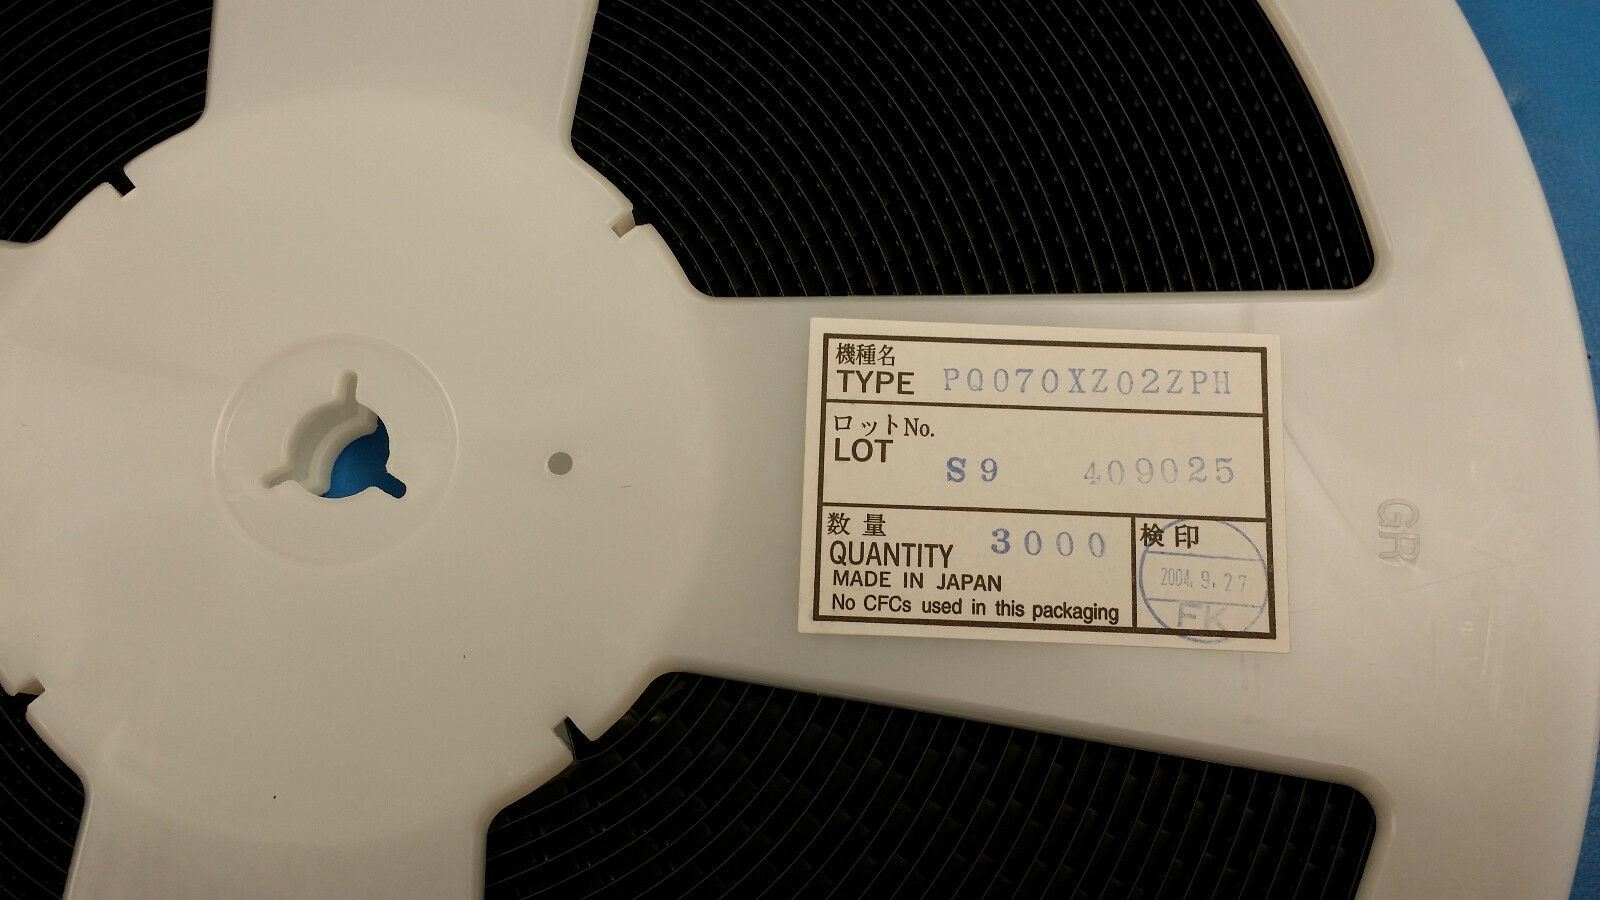 機種名
TYPE PQ070XZ02ZPH
ロットNo.
LOT S9 409025
数量 3000
QUANTITY
MADE IN JAPAN
No CFCs used in this packaging
検印
2004. 9. 27
FK
GR